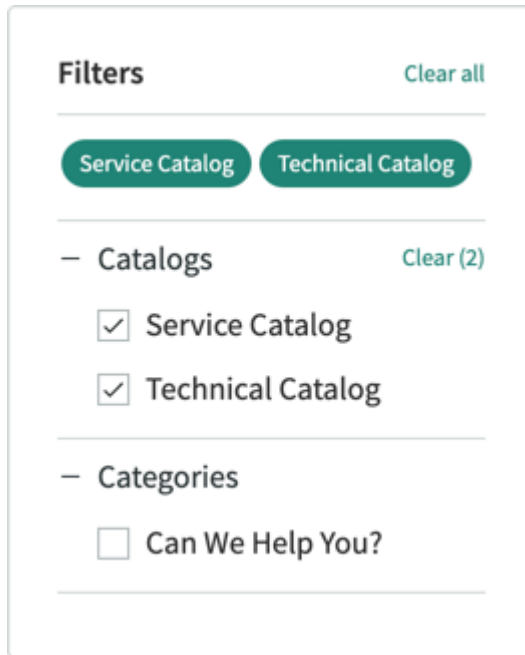 Filters Clear all
Service Catalog Technical Catalog
Catalogs Clear (2)
Service Catalog
Technical Catalog
Categories
Can We Help You?